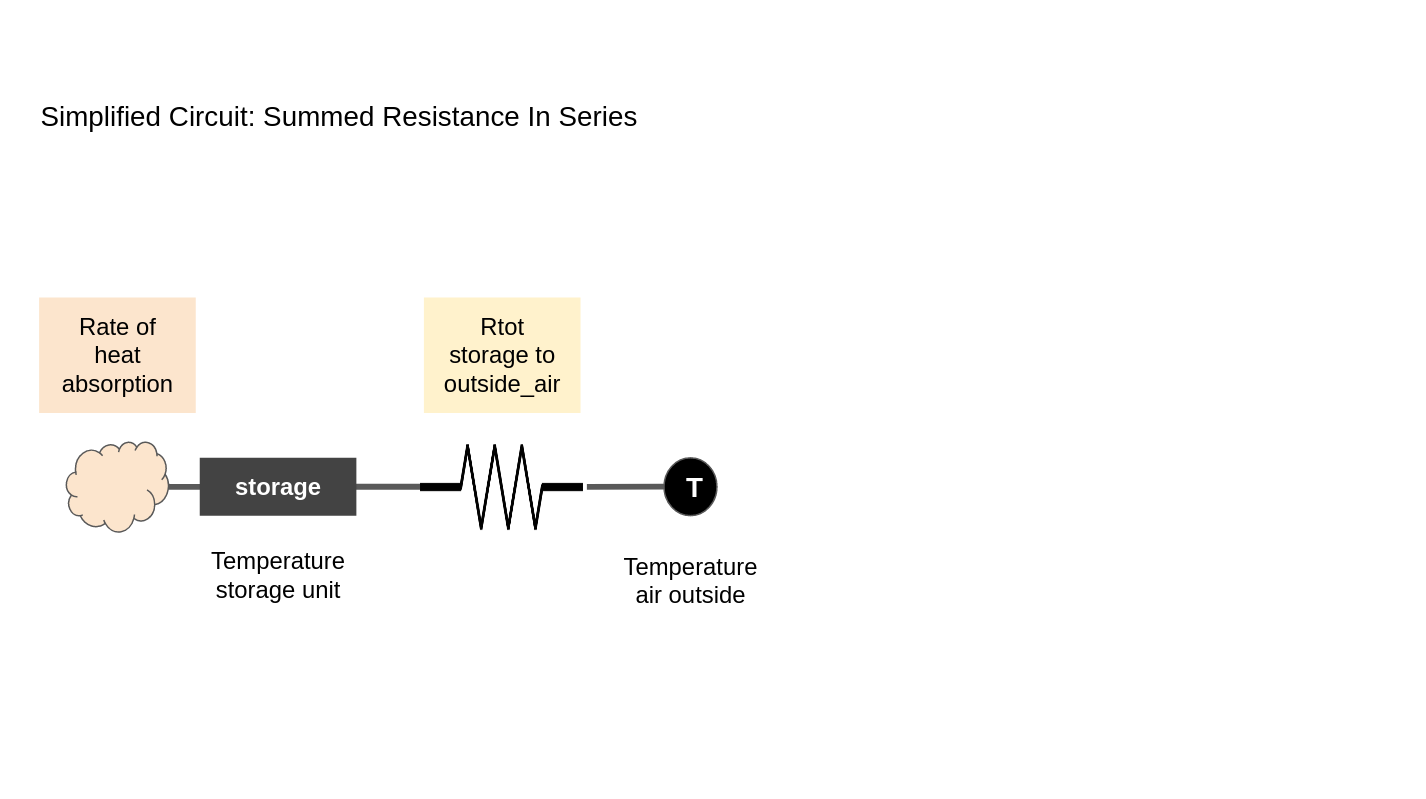 Simplified Circuit: Summed Resistance In Series
Rate of
heat
absorption
Rtot
storage to
outside_air
storage
T
Temperature
storage unit
Temperature
air outside